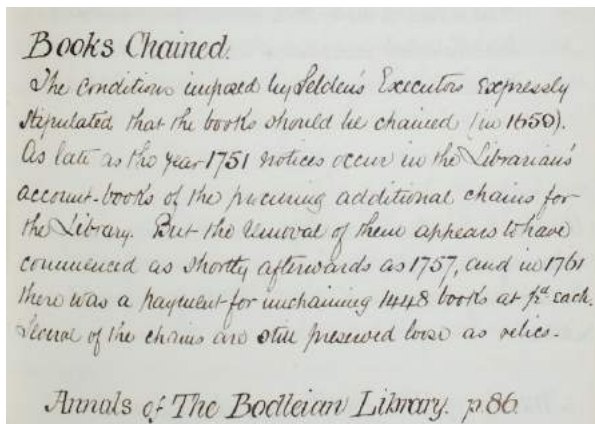 Books Chained.
The conditions imposed by Selden's Executors Expressly
stipulated that the books should be chained (in 1659).
As late as the year 1751 notices occur in the Librarian's
account-books of the procuring additional chains for
the Library. But the removal of them appears to have
commenced as shortly afterwards as 1757, and in 1761
there was a payment for unchaining 1448 books at ½d. each.
Several of the chains are still preserved loose as relics.
Annals of The Bodleian Library. p.86